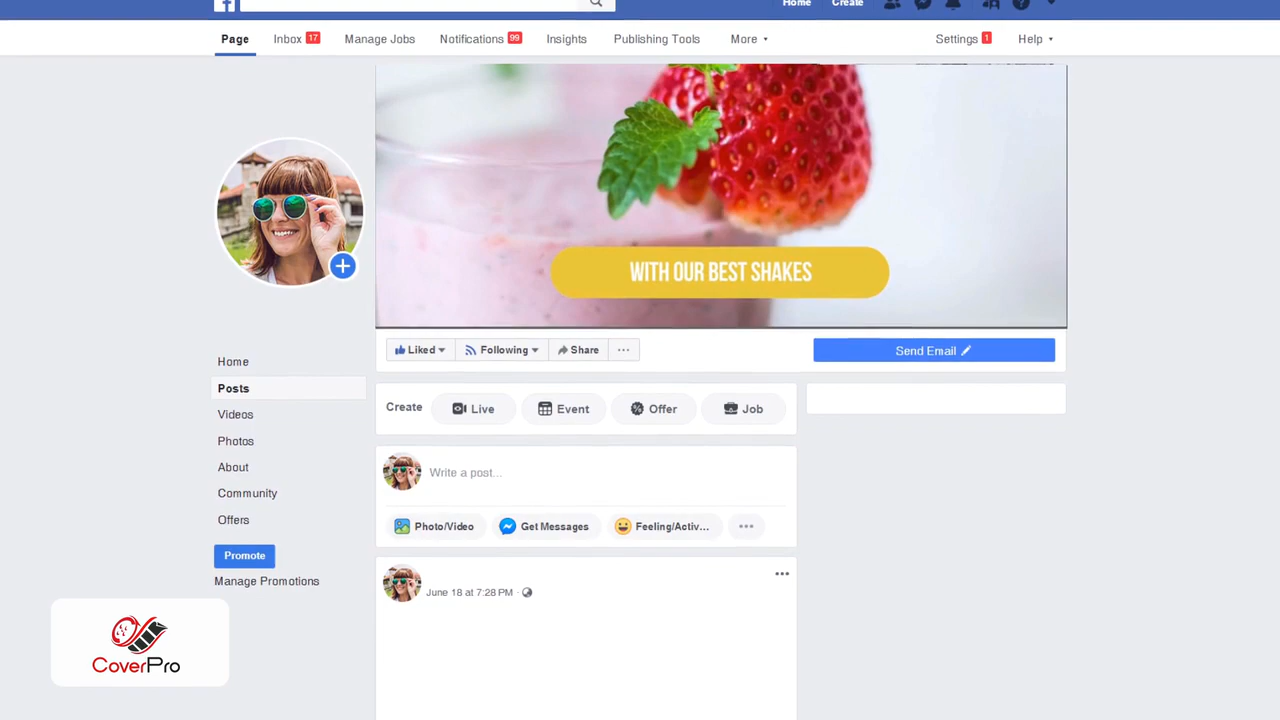 Home Create
Page Inbox 17 Manage Jobs Notifications 99 Insights Publishing Tools More Settings 1 Help
WITH OUR BEST SHAKES
Liked Following Share ... Send Email
Create Live Event Offer Job
Write a post...
Photo/Video Get Messages Feeling/Activ... ...
June 18 at 7:28 PM ·
Home
Posts
Videos
Photos
About
Community
Offers
Promote
Manage Promotions
CoverPro